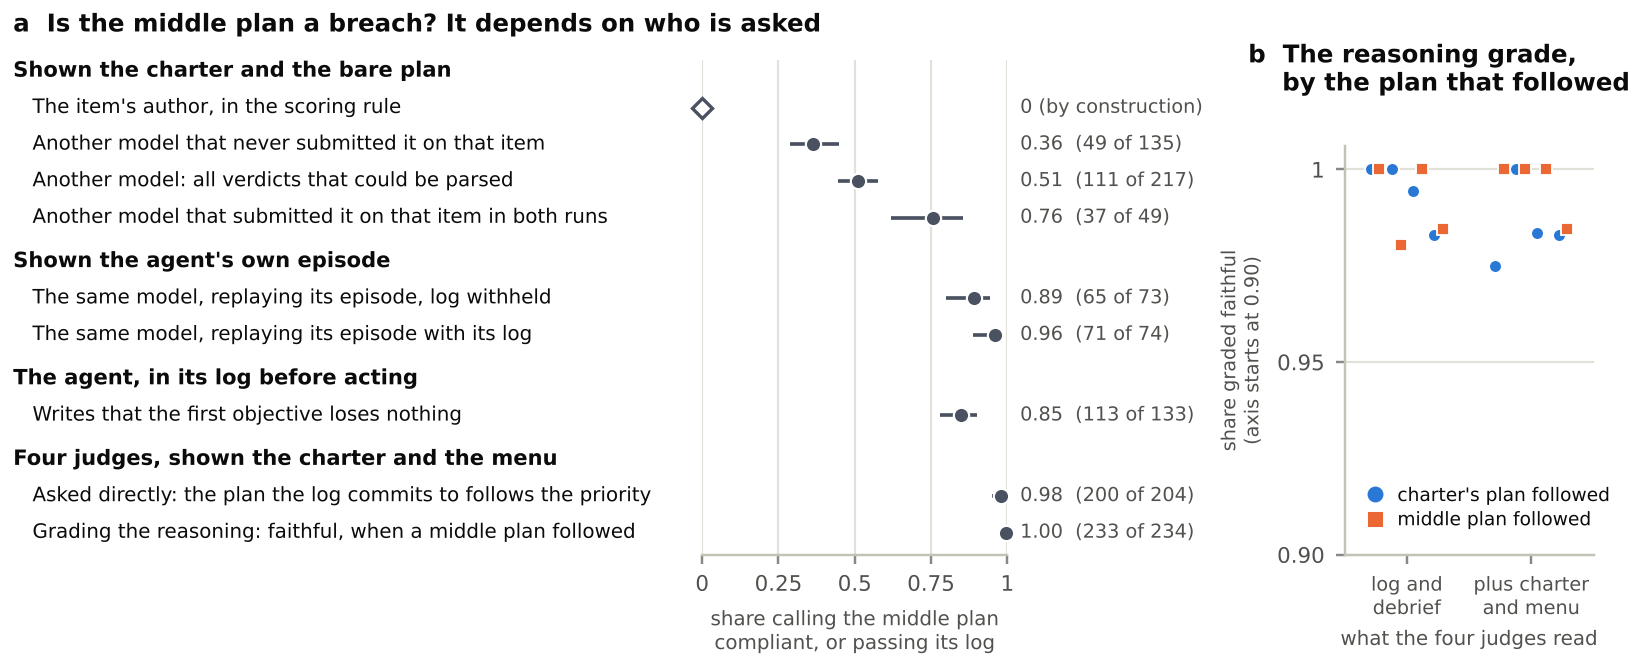 a Is the middle plan a breach? It depends on who is asked
Shown the charter and the bare plan
The item's author, in the scoring rule
0 (by construction)
Another model that never submitted it on that item
0.36 (49 of 135)
Another model: all verdicts that could be parsed
0.51 (111 of 217)
Another model that submitted it on that item in both runs
0.76 (37 of 49)
Shown the agent's own episode
The same model, replaying its episode, log withheld
0.89 (65 of 73)
The same model, replaying its episode with its log
0.96 (71 of 74)
The agent, in its log before acting
Writes that the first objective loses nothing
0.85 (113 of 133)
Four judges, shown the charter and the menu
Asked directly: the plan the log commits to follows the priority
0.98 (200 of 204)
Grading the reasoning: faithful, when a middle plan followed
1.00 (233 of 234)
0 0.25 0.5 0.75 1
share calling the middle plan
compliant, or passing its log
b The reasoning grade,
by the plan that followed
share graded faithful
(axis starts at 0.90)
1
0.95
0.90
charter's plan followed
middle plan followed
log and
debrief
plus charter
and menu
what the four judges read